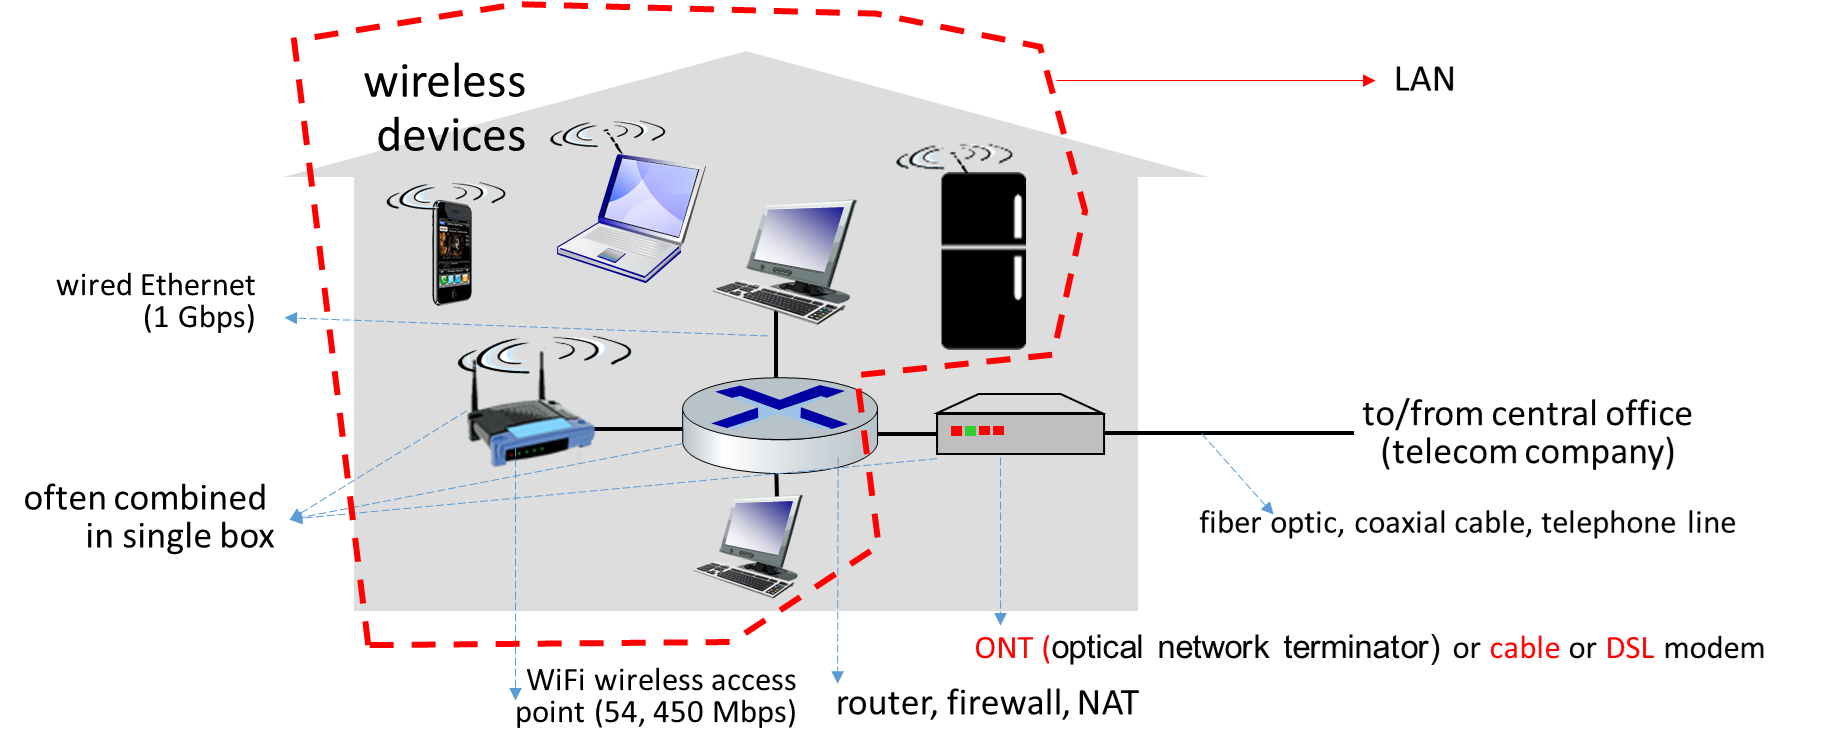 wireless
devices
LAN
wired Ethernet
(1 Gbps)
to/from central office
(telecom company)
often combined
in single box
fiber optic, coaxial cable, telephone line
ONT (optical network terminator) or cable or DSL modem
WiFi wireless access
point (54, 450 Mbps)
router, firewall, NAT